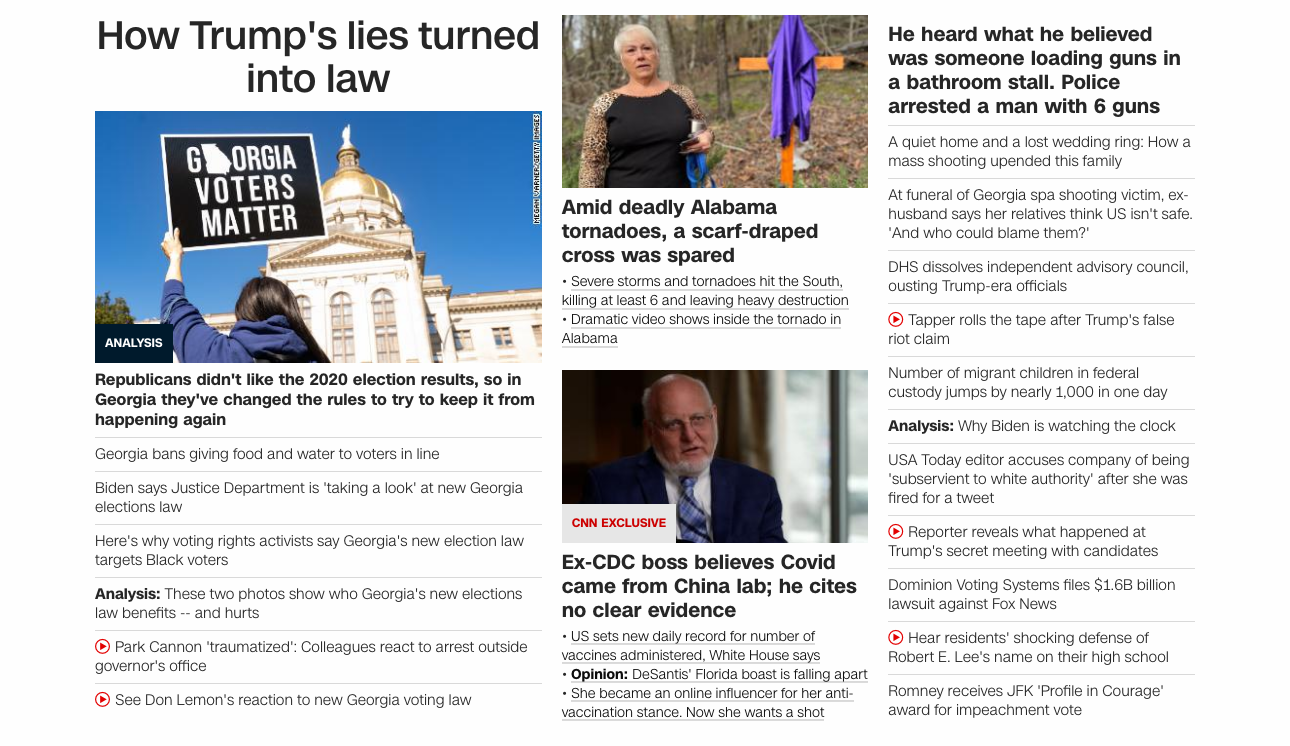 How Trump's lies turned
into law
G ORGIA
VOTERS
MATTER
MEGAN VARNER/GETTY IMAGES
ANALYSIS
Republicans didn't like the 2020 election results, so in
Georgia they've changed the rules to try to keep it from
happening again
Georgia bans giving food and water to voters in line
Biden says Justice Department is 'taking a look' at new Georgia
elections law
Here's why voting rights activists say Georgia's new election law
targets Black voters
Analysis: These two photos show who Georgia's new elections
law benefits -- and hurts
Park Cannon 'traumatized': Colleagues react to arrest outside
governor's office
See Don Lemon's reaction to new Georgia voting law
Amid deadly Alabama
tornadoes, a scarf-draped
cross was spared
• Severe storms and tornadoes hit the South,
killing at least 6 and leaving heavy destruction
• Dramatic video shows inside the tornado in
Alabama
CNN EXCLUSIVE
Ex-CDC boss believes Covid
came from China lab; he cites
no clear evidence
• US sets new daily record for number of
vaccines administered, White House says
• Opinion: DeSantis' Florida boast is falling apart
• She became an online influencer for her anti-
vaccination stance. Now she wants a shot
He heard what he believed
was someone loading guns in
a bathroom stall. Police
arrested a man with 6 guns
A quiet home and a lost wedding ring: How a
mass shooting upended this family
At funeral of Georgia spa shooting victim, ex-
husband says her relatives think US isn't safe.
'And who could blame them?'
DHS dissolves independent advisory council,
ousting Trump-era officials
Tapper rolls the tape after Trump's false
riot claim
Number of migrant children in federal
custody jumps by nearly 1,000 in one day
Analysis: Why Biden is watching the clock
USA Today editor accuses company of being
'subservient to white authority' after she was
fired for a tweet
Reporter reveals what happened at
Trump's secret meeting with candidates
Dominion Voting Systems files $1.6B billion
lawsuit against Fox News
Hear residents' shocking defense of
Robert E. Lee's name on their high school
Romney receives JFK 'Profile in Courage'
award for impeachment vote